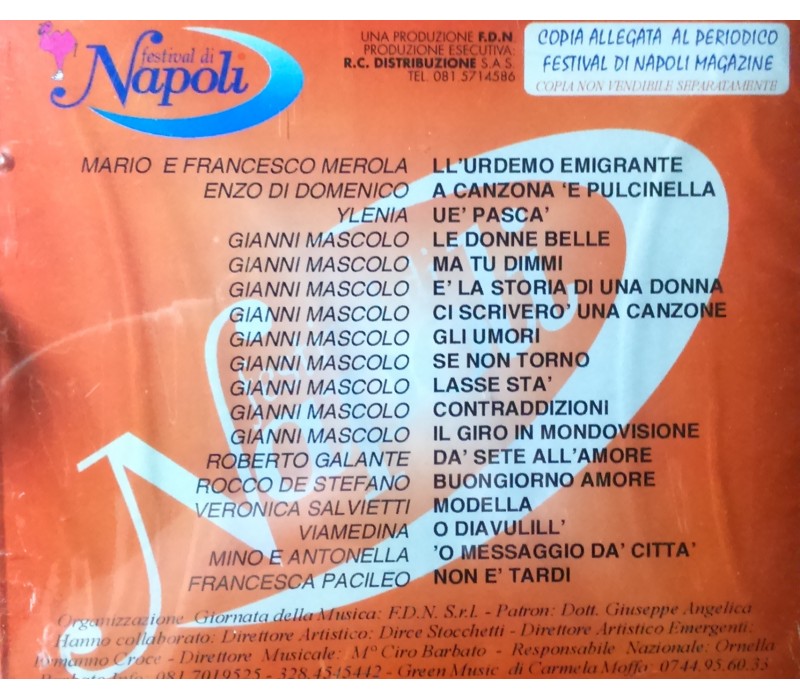 festival di
Napoli
UNA PRODUZIONE F.D.N
PRODUZIONE ESECUTIVA:
R.C. DISTRIBUZIONE S.A.S.
TEL. 081 5714586
COPIA ALLEGATA AL PERIODICO
FESTIVAL DI NAPOLI MAGAZINE
COPIA NON VENDIBILE SEPARATAMENTE
MARIO E FRANCESCO MEROLA LL'URDEMO EMIGRANTE
ENZO DI DOMENICO A CANZONA 'E PULCINELLA
YLENIA UE' PASCA'
GIANNI MASCOLO LE DONNE BELLE
GIANNI MASCOLO MA TU DIMMI
GIANNI MASCOLO E' LA STORIA DI UNA DONNA
GIANNI MASCOLO CI SCRIVERO' UNA CANZONE
GIANNI MASCOLO GLI UMORI
GIANNI MASCOLO SE NON TORNO
GIANNI MASCOLO LASSE STA'
GIANNI MASCOLO CONTRADDIZIONI
GIANNI MASCOLO IL GIRO IN MONDOVISIONE
ROBERTO GALANTE DA' SETE ALL'AMORE
ROCCO DE STEFANO BUONGIORNO AMORE
VERONICA SALVIETTI MODELLA
VIAMEDINA O DIAVULILL'
MINO E ANTONELLA 'O MESSAGGIO DA' CITTA'
FRANCESCA PACILEO NON E' TARDI
Organizzazione Giornata della Musica: F.D.N. S.r.l. - Patron: Dott. Giuseppe Angelica
Hanno collaborato: Direttore Artistico: Dirce Stocchetti - Direttore Artistico Emergenti:
Ermanno Croce - Direttore Musicale: M° Ciro Barbato - Responsabile Nazionale: Ornella
081.7019525 - 328.4545442 - Green Music di Carmela Moffa: 0744.95.60.33